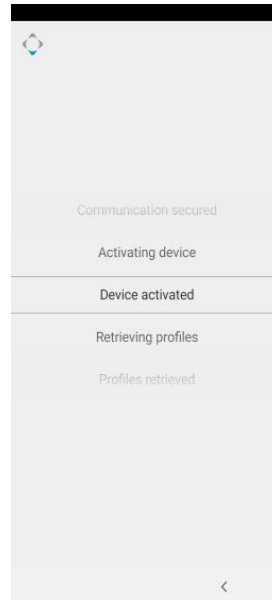 Communication secured
Activating device
Device activated
Retrieving profiles
Profiles retrieved